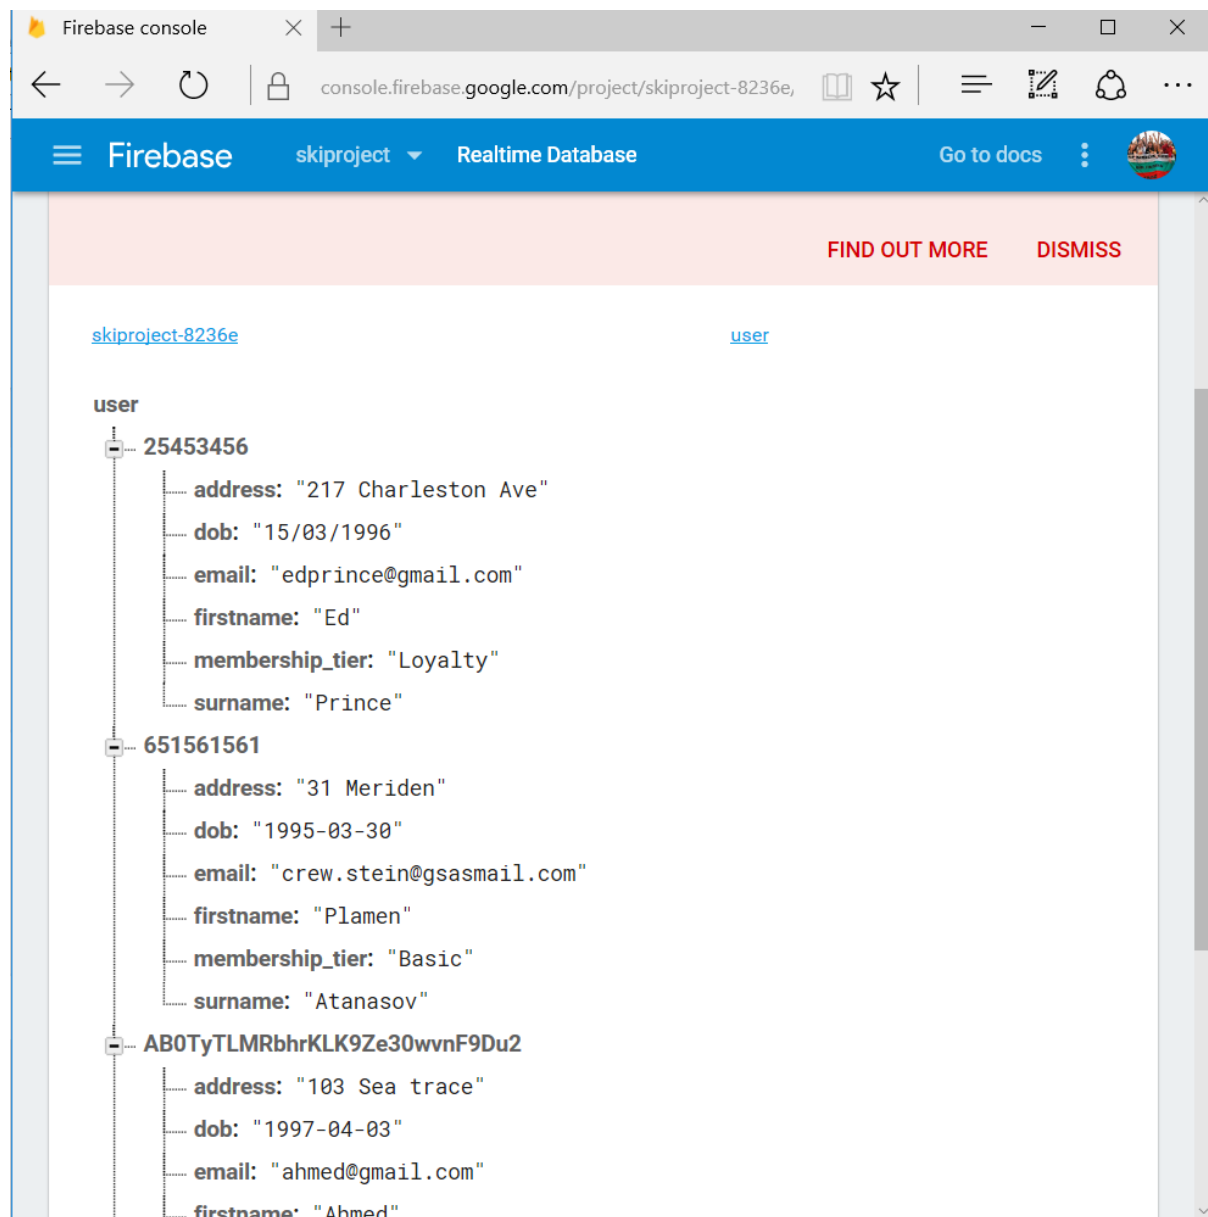 Firebase console
console.firebase.google.com/project/skiproject-8236e/
Firebase skiproject Realtime Database Go to docs
FIND OUT MORE DISMISS
skiproject-8236e user
user
25453456
address: "217 Charleston Ave"
dob: "15/03/1996"
email: "edprince@gmail.com"
firstname: "Ed"
membership_tier: "Loyalty"
surname: "Prince"
651561561
address: "31 Meriden"
dob: "1995-03-30"
email: "crew.stein@gsasmail.com"
firstname: "Plamen"
membership_tier: "Basic"
surname: "Atanasov"
AB0TyTLMRbhrKLK9Ze30wvnF9Du2
address: "103 Sea trace"
dob: "1997-04-03"
email: "ahmed@gmail.com"
firstname: "Ahmed"